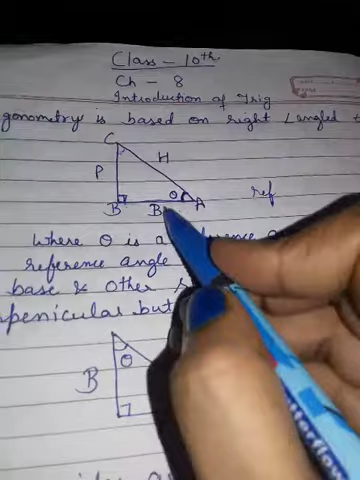 Class - 10th
Ch - 8
Introduction of Trig
gonometry is based on right Langled t
C
P
H
θ
B
B
A
ref
Where θ is a
reference angle
base & other s
penicular but
θ
B